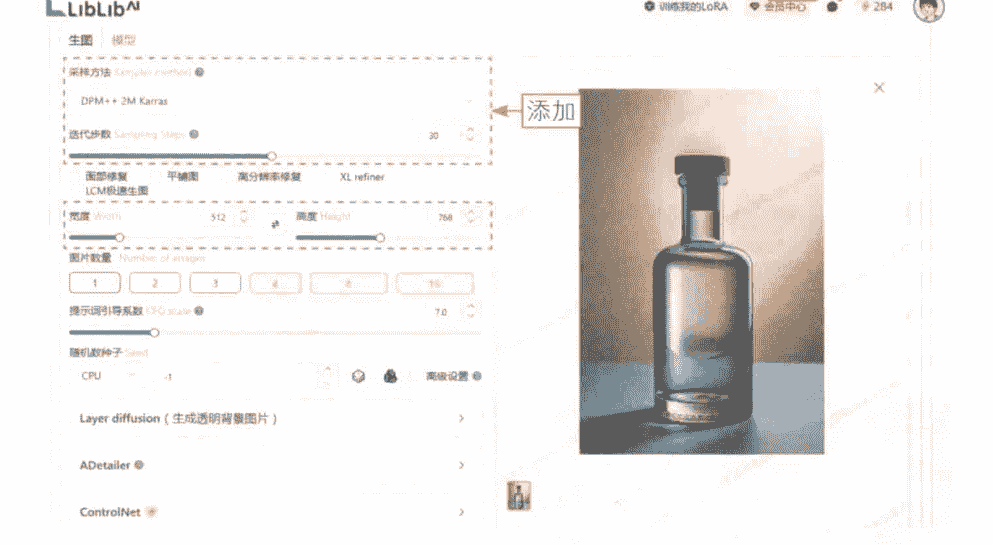 LIBLIBAI
训练我的LoRA 会员中心 284
生图 模型
采样方法 Sampler method
DPM++ 2M Karras
添加
迭代步数 Sampling Steps 30
面部修复 平铺图 高分辨率修复 XL refiner
LCM极速生图
宽度 Width 512 高度 Height 768
图片数量 Number of images
1 2 3
提示词引导系数 CFG scale 7.0
随机数种子 Seed
CPU -1 高级设置
Layer diffusion（生成透明背景图片）
ADetailer
ControlNet